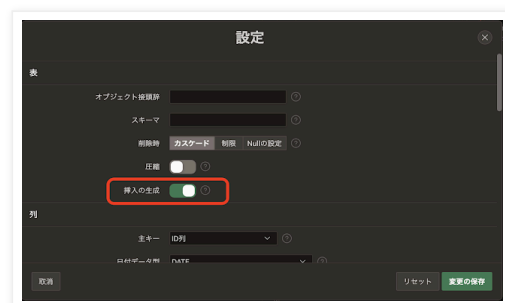 設定
表
オブジェクト接頭辞
スキーマ
削除時 カスケード 制限 Nullの設定
圧縮
挿入の生成
列
主キー ID列
日付データ型 DATE
取消 リセット 変更の保存